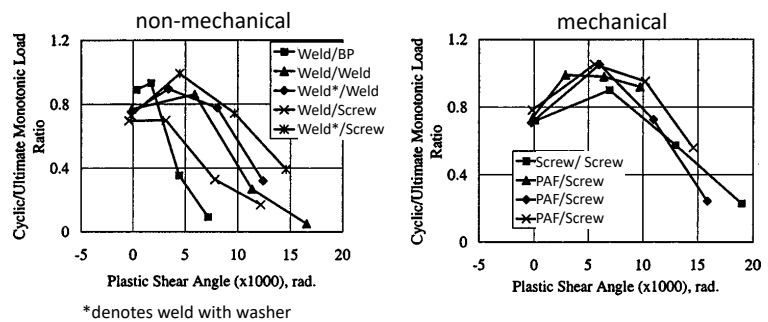 non-mechanical
Cyclic/Ultimate Monotonic Load
Ratio
1.2
0.8
0.4
0
-5
0
5
10
15
20
Plastic Shear Angle (x1000), rad.
Weld/BP
Weld/Weld
Weld*/Weld
Weld/Screw
Weld*/Screw
*denotes weld with washer
mechanical
Cyclic/Ultimate Monotonic Load
Ratio
1.2
0.8
0.4
0
-5
0
5
10
15
20
Plastic Shear Angle (x1000), rad.
Screw/ Screw
PAF/Screw
PAF/Screw
PAF/Screw